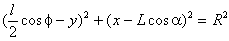 (l/2 cos φ − y)² + (x − L cos α)² = R²